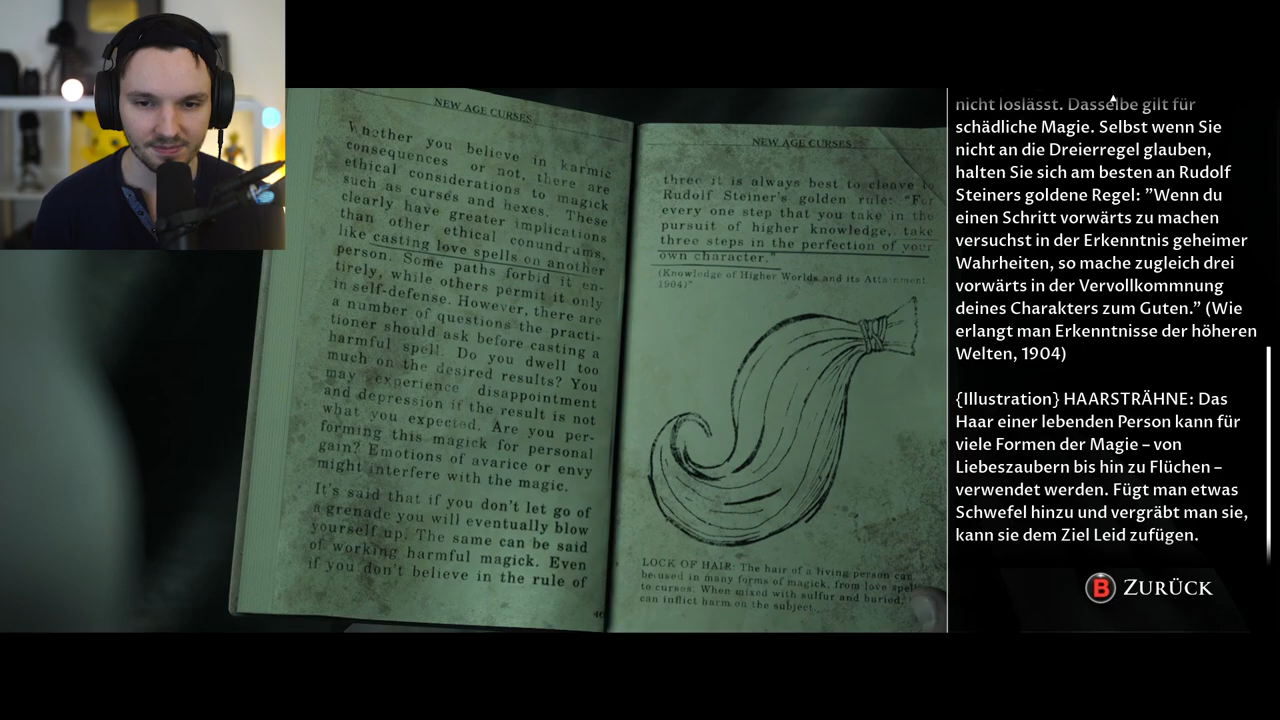 NEW AGE CURSES
Whether you believe in karmic
consequences or not, there are
ethical considerations to magick
such as curses and hexes. These
clearly have greater implications
than other ethical conundrums,
like casting love spells on another
person. Some paths forbid it en-
tirely, while others permit it only
in self-defense. However, there are
a number of questions the practi-
tioner should ask before casting a
harmful spell. Do you dwell too
much on the desired results? You
may experience disappointment
and depression if the result is not
what you expected. Are you per-
forming this magick for personal
gain? Emotions of avarice or envy
might interfere with the magic.
It's said that if you don't let go of
a grenade you will eventually blow
yourself up. The same can be said
of working harmful magick. Even
if you don't believe in the rule of
NEW AGE CURSES
three it is always best to cleave to
Rudolf Steiner's golden rule: "For
every one step that you take in the
pursuit of higher knowledge, take
three steps in the perfection of your
own character."
(Knowledge of Higher Worlds and its Attainment,
1904)"
LOCK OF HAIR: The hair of a living person can
be used in many forms of magick, from love spells
to curses. When mixed with sulfur and buried,
can inflict harm on the subject.
nicht loslässt. Dasselbe gilt für
schädliche Magie. Selbst wenn Sie
nicht an die Dreierregel glauben,
halten Sie sich am besten an Rudolf
Steiners goldene Regel: "Wenn du
einen Schritt vorwärts zu machen
versuchst in der Erkenntnis geheimer
Wahrheiten, so mache zugleich drei
vorwärts in der Vervollkommnung
deines Charakters zum Guten." (Wie
erlangt man Erkenntnisse der höheren
Welten, 1904)
{Illustration} HAARSTRÄHNE: Das
Haar einer lebenden Person kann für
viele Formen der Magie – von
Liebeszaubern bis hin zu Flüchen –
verwendet werden. Fügt man etwas
Schwefel hinzu und vergräbt man sie,
kann sie dem Ziel Leid zufügen.
B ZURÜCK